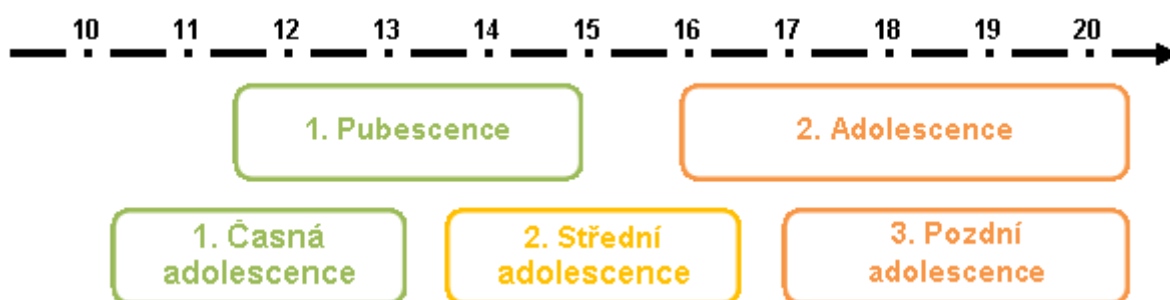 10 11 12 13 14 15 16 17 18 19 20
1. Pubescence 2. Adolescence
1. Časná 2. Střední 3. Pozdní
adolescence adolescence adolescence